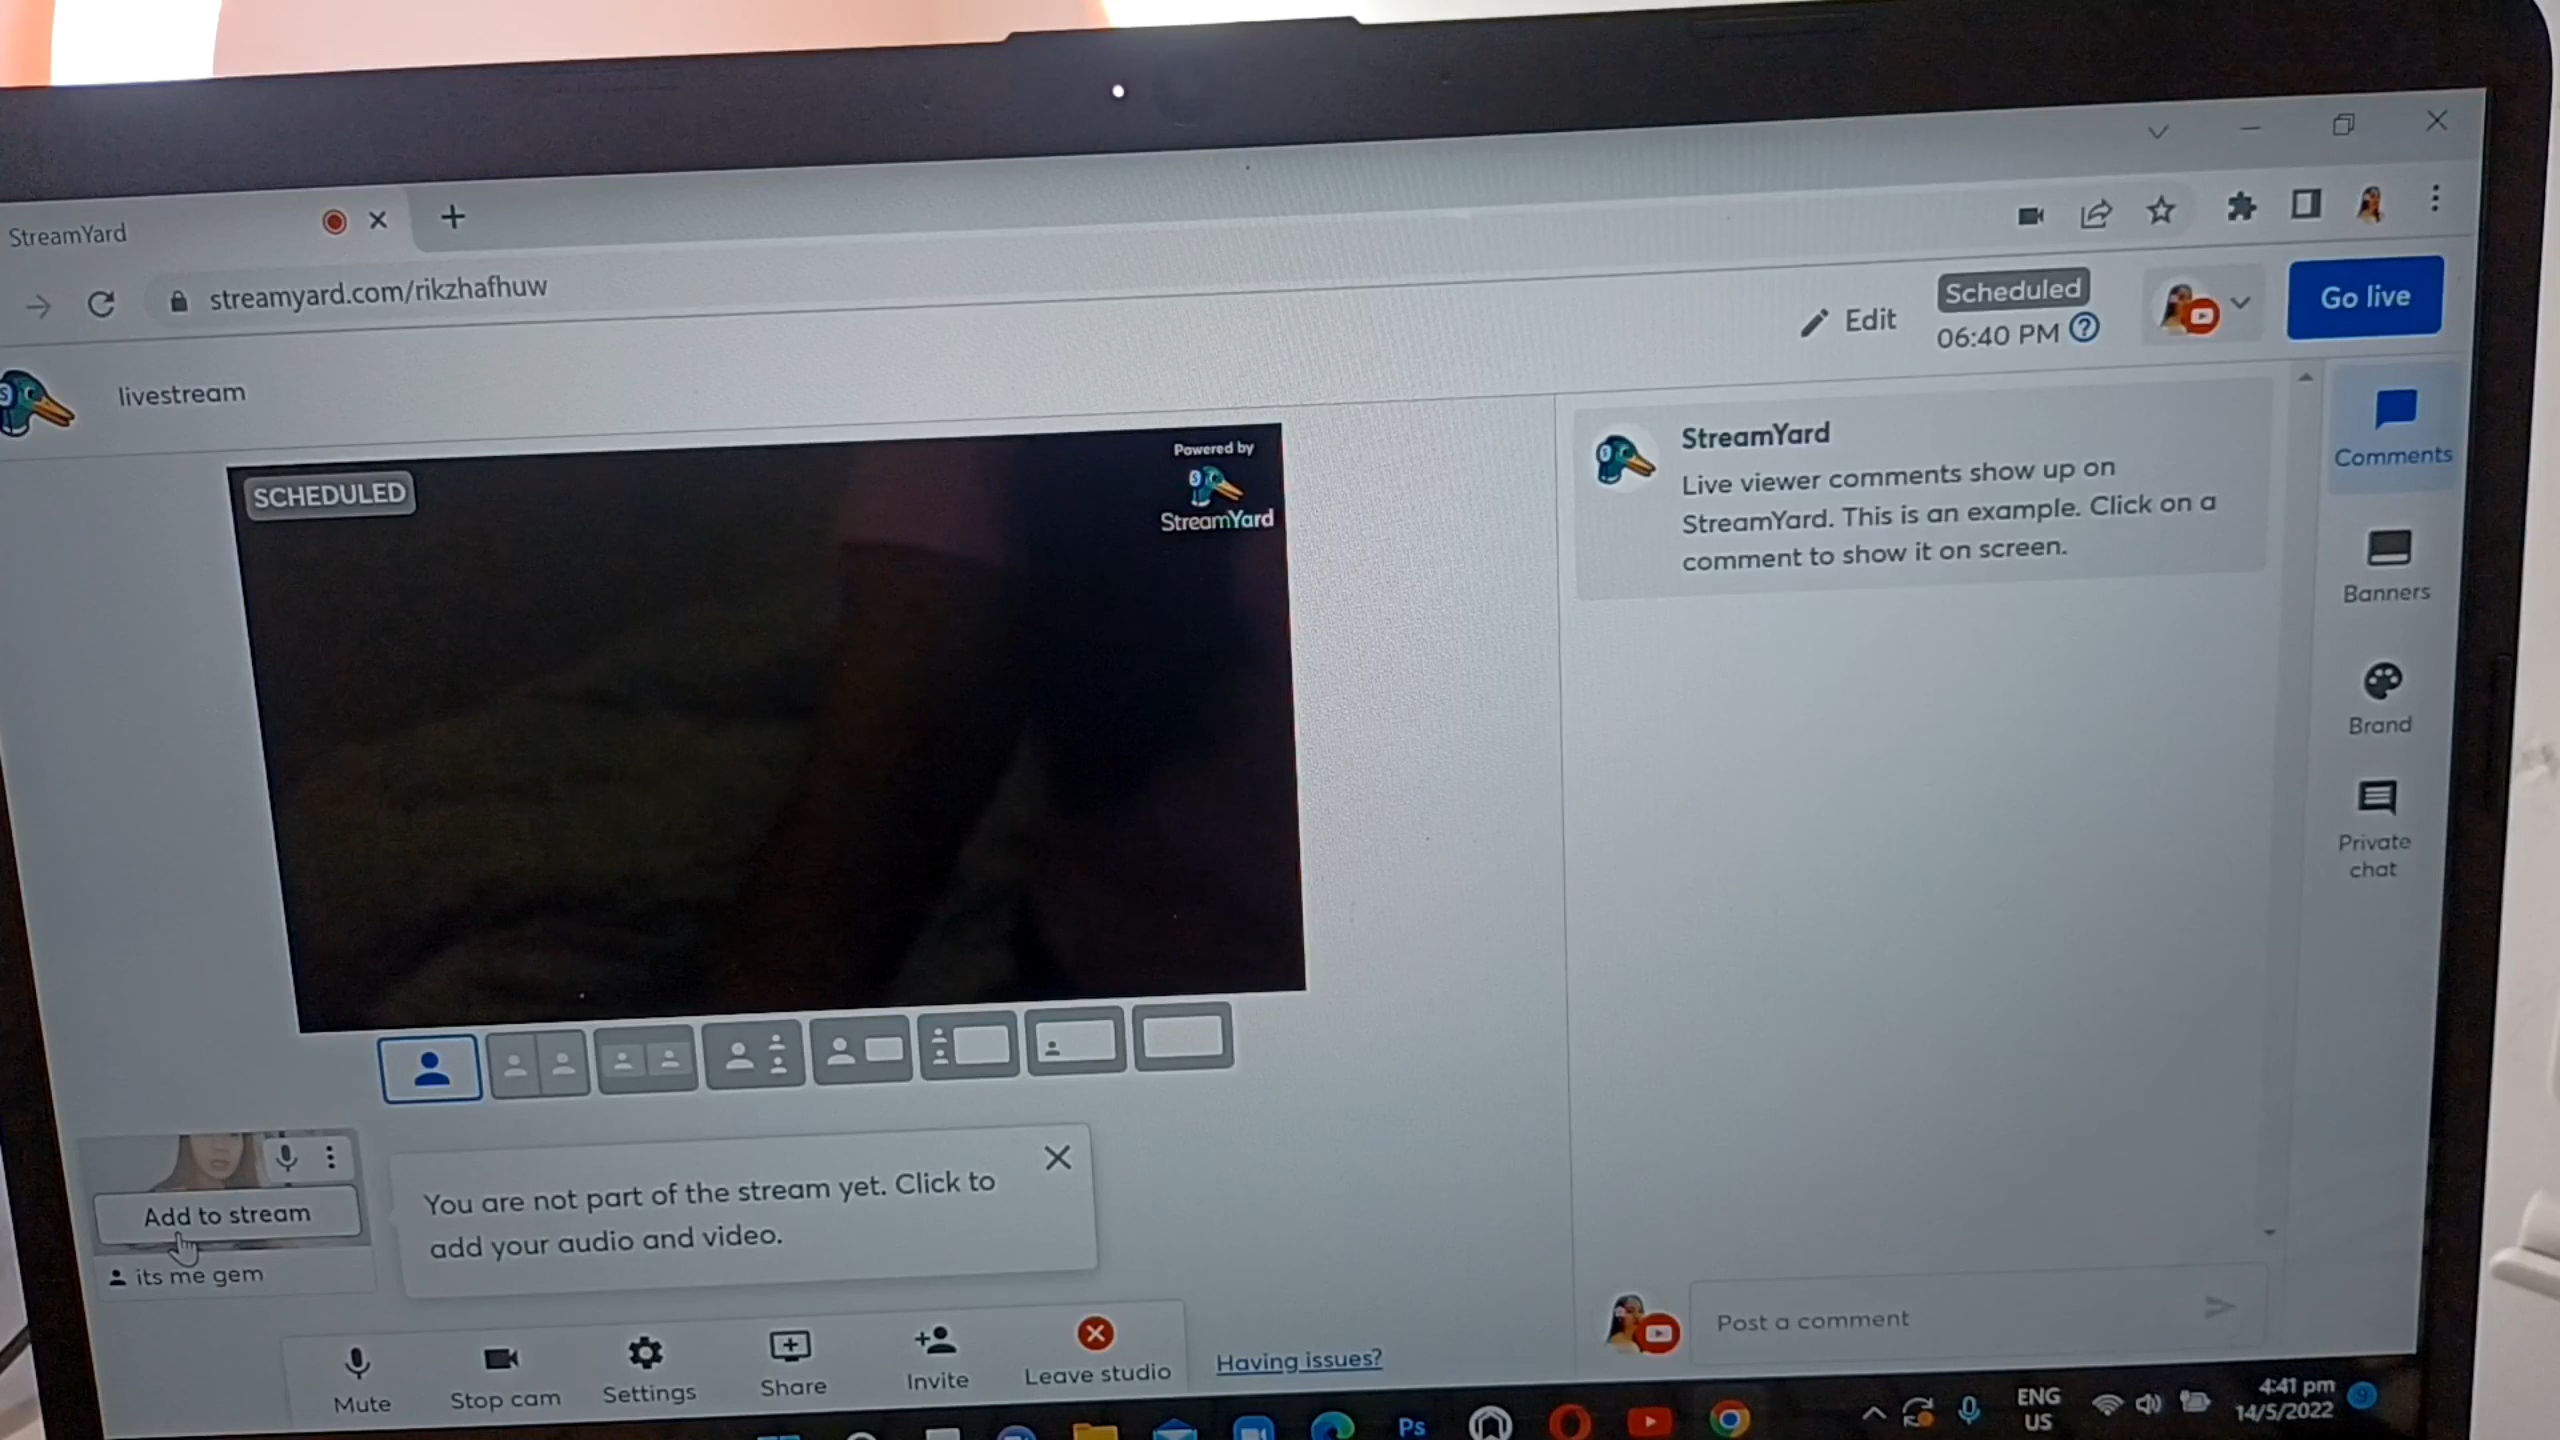 StreamYard
streamyard.com/rikzhafhuw
Edit
Scheduled
06:40 PM
Go live
livestream
SCHEDULED
Powered by
StreamYard
StreamYard
Live viewer comments show up on
StreamYard. This is an example. Click on a
comment to show it on screen.
Comments
Banners
Brand
Private
chat
Add to stream
its me gem
You are not part of the stream yet. Click to
add your audio and video.
Mute
Stop cam
Settings
Share
Invite
Leave studio
Having issues?
Post a comment
Ps
ENG
US
4:41 pm
14/5/2022
9